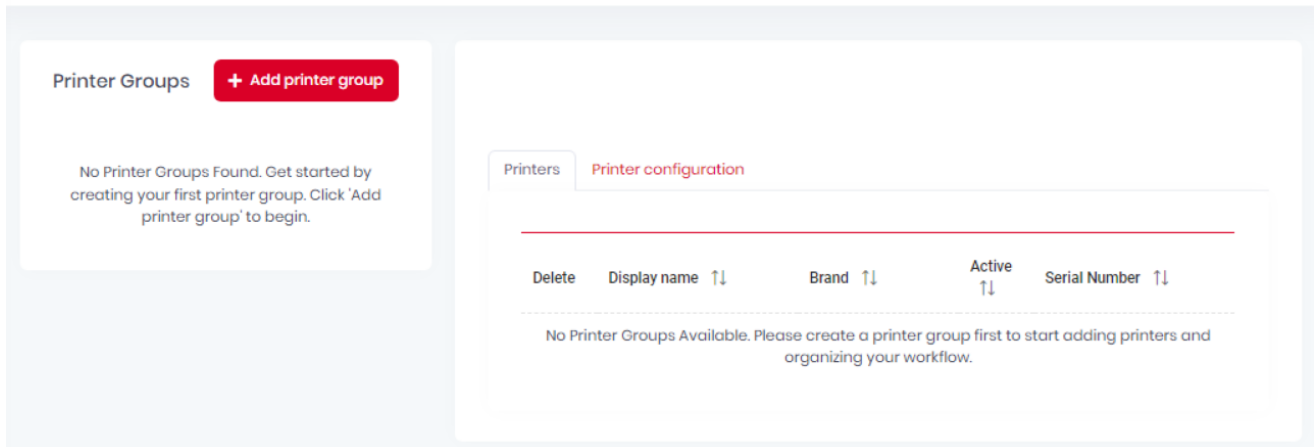 Printer Groups
+ Add printer group
No Printer Groups Found. Get started by
creating your first printer group. Click 'Add
printer group' to begin.
Printers
Printer configuration
Delete
Display name ↑↓
Brand ↑↓
Active
↑↓
Serial Number ↑↓
No Printer Groups Available. Please create a printer group first to start adding printers and
organizing your workflow.